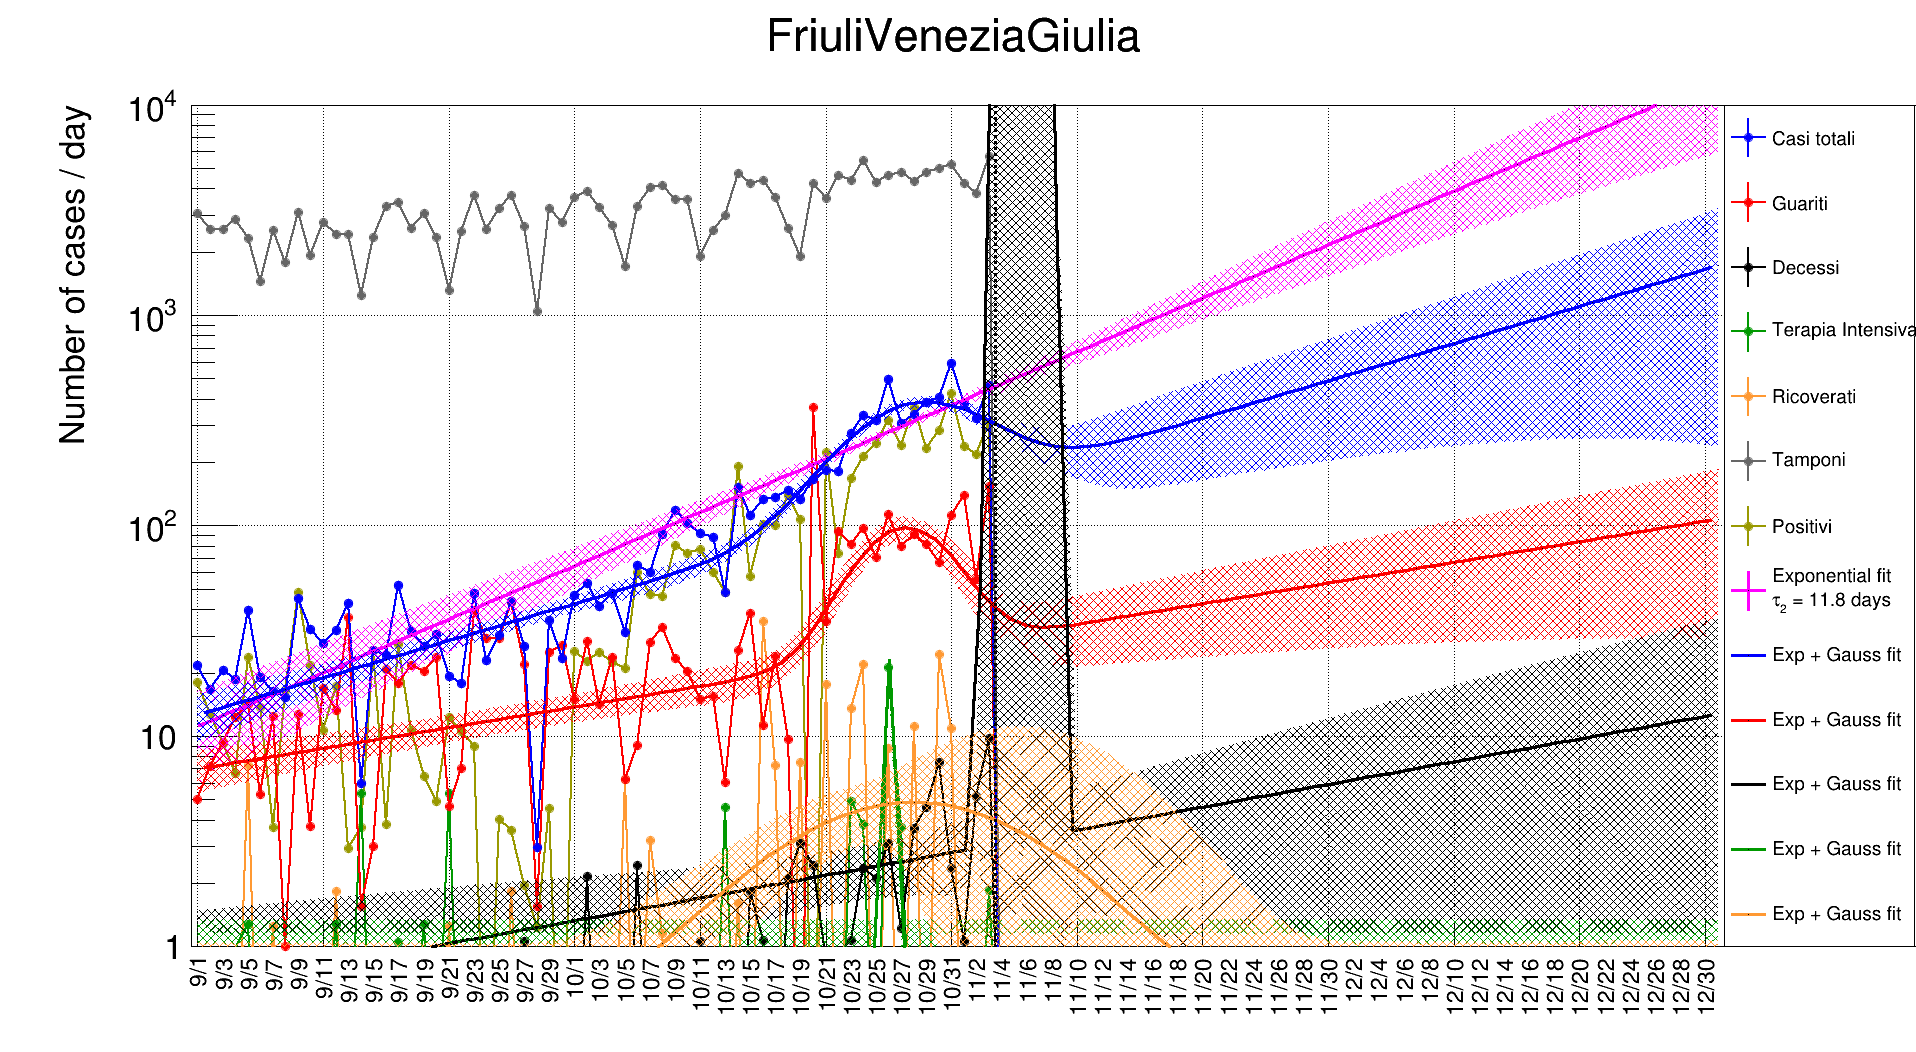 FriuliVeneziaGiulia
Number of cases / day
10^4
10^3
10^2
10
1
9/1 9/3 9/5 9/7 9/9 9/11 9/13 9/15 9/17 9/19 9/21 9/23 9/25 9/27 9/29 10/1 10/3 10/5 10/7 10/9 10/11 10/13 10/15 10/17 10/19 10/21 10/23 10/25 10/27 10/29 10/31 11/2 11/4 11/6 11/8 11/10 11/12 11/14 11/16 11/18 11/20 11/22 11/24 11/26 11/28 11/30 12/2 12/4 12/6 12/8 12/10 12/12 12/14 12/16 12/18 12/20 12/22 12/24 12/26 12/28 12/30
Casi totali
Guariti
Decessi
Terapia Intensiva
Ricoverati
Tamponi
Positivi
Exponential fit
τ₂ = 11.8 days
Exp + Gauss fit
Exp + Gauss fit
Exp + Gauss fit
Exp + Gauss fit
Exp + Gauss fit